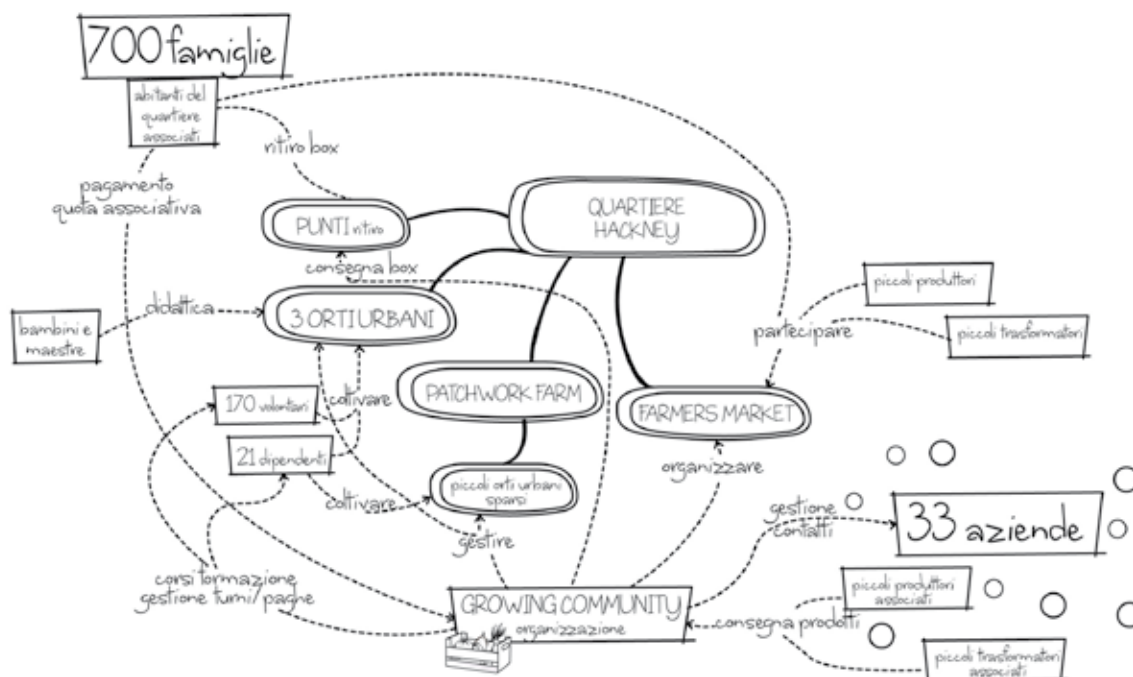 700 famiglie
abitanti del
quartiere
associati
ritiro box
pagamento
quota associativa
QUARTIERE
HACKNEY
PUNTI ritiro
consegna box
didattica
3 ORTI URBANI
bambini e
maestre
piccoli produttori
partecipare
piccoli trasformatori
PATCHWORK FARM
FARMERS MARKET
170 volontari
coltivare
21 dipendenti
organizzare
coltivare
piccoli orti urbani
sparsi
gestire
gestione
contatti
33 aziende
corsi formazione
gestione turni/paghe
GROWING COMMUNITY
organizzazione
piccoli produttori
associati
consegna prodotti
piccoli trasformatori
associati